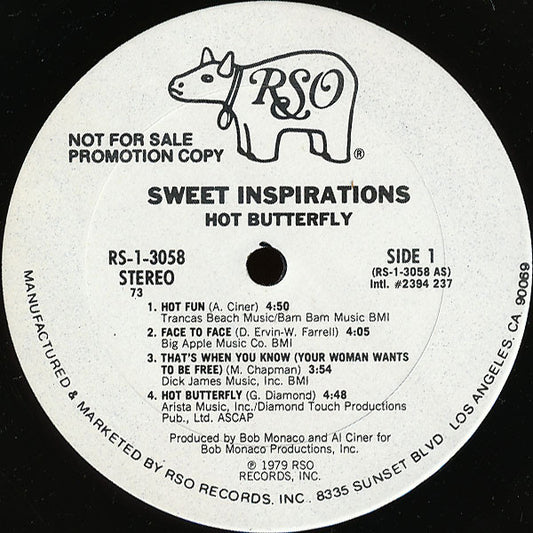 RSO
®
NOT FOR SALE
PROMOTION COPY
SWEET INSPIRATIONS
HOT BUTTERFLY
RS-1-3058
STEREO
73
SIDE 1
(RS-1-3058 AS)
Intl. #2394 237
1. HOT FUN (A. Ciner) 4:50
Trancas Beach Music/Bam Bam Music BMI
2. FACE TO FACE (D. Ervin-W. Farrell) 4:05
Big Apple Music Co. BMI
3. THAT'S WHEN YOU KNOW (YOUR WOMAN WANTS
TO BE FREE) (M. Chapman) 3:54
Dick James Music, Inc. BMI
4. HOT BUTTERFLY (G. Diamond) 4:48
Arista Music, Inc./Diamond Touch Productions
Pub., Ltd. ASCAP
Produced by Bob Monaco and Al Ciner for
Bob Monaco Productions, Inc.
℗ 1979 RSO
RECORDS, INC.
MANUFACTURED & MARKETED BY RSO RECORDS, INC. 8335 SUNSET BLVD LOS ANGELES, CA. 90069